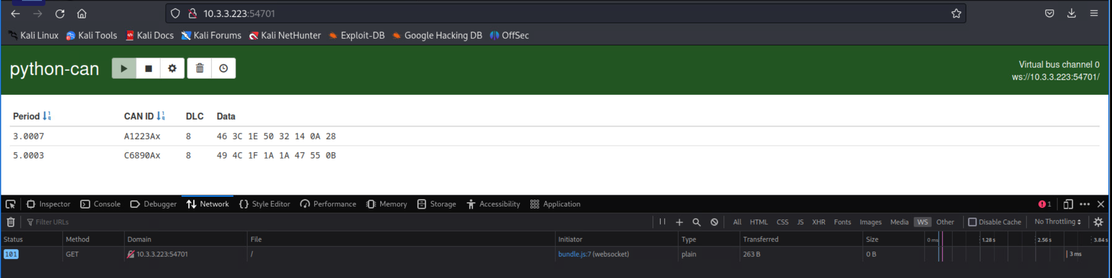 10.3.3.223:54701
Kali Linux Kali Tools Kali Docs Kali Forums Kali NetHunter Exploit-DB Google Hacking DB OffSec
python-can
Virtual bus channel 0
ws://10.3.3.223:54701/
Period CAN ID DLC Data
3.0007 A1223Ax 8 46 3C 1E 50 32 14 0A 28
5.0003 C6890Ax 8 49 4C 1F 1A 1A 47 55 0B
Inspector Console Debugger Network Style Editor Performance Memory Storage Accessibility Application 1
Filter URLs All HTML CSS JS XHR Fonts Images Media WS Other Disable Cache No Throttling
Status Method Domain File Initiator Type Transferred Size 0 ms 1.28 s 2.56 s 3.84 s
101 GET 10.3.3.223:54701 / bundle.js:7 (websocket) plain 263 B 0 B 3 ms